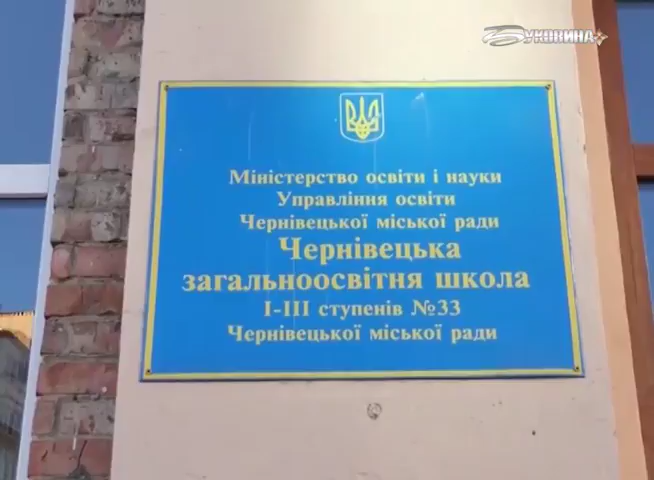 БУКОВИНА
Міністерство освіти і науки
Управління освіти
Чернівецької міської ради
Чернівецька
загальноосвітня школа
І-ІІІ ступенів №33
Чернівецької міської ради